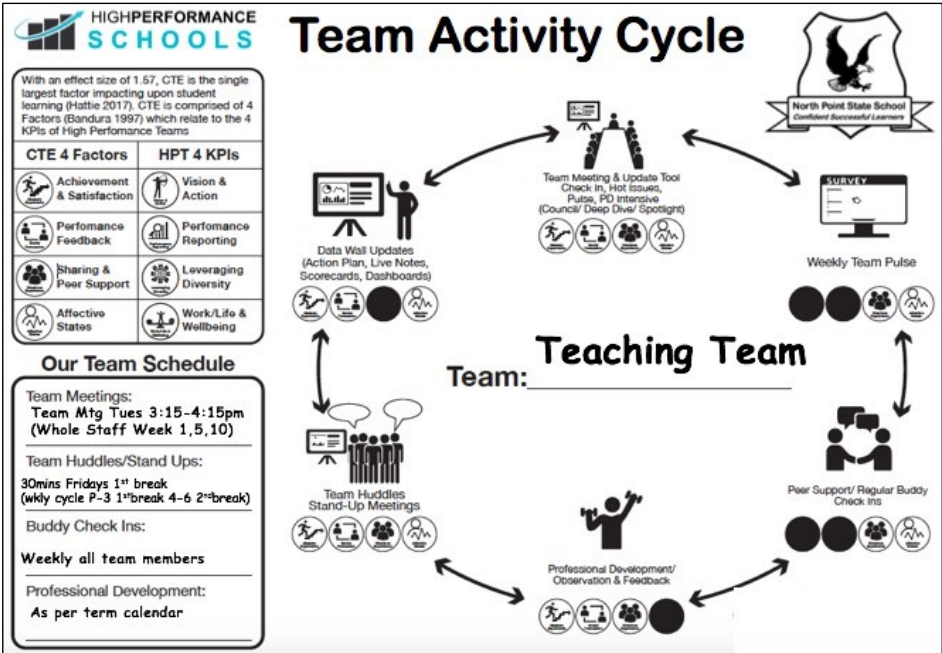 HIGHPERFORMANCE
SCHOOLS
Team Activity Cycle
North Point State School
Confident Successful Learners
With an effect size of 1.57, CTE is the single
largest factor impacting upon student
learning (Hattie 2017). CTE is comprised of 4
Factors (Bandura 1997) which relate to the 4
KPIs of High Perfomance Teams
CTE 4 Factors
HPT 4 KPIs
Achievement
& Satisfaction
Vision &
Action
Perfomance
Feedback
Perfomance
Reporting
Sharing &
Peer Support
Leveraging
Diversity
Affective
States
Work/Life &
Wellbeing
Team Meeting & Update Tool
Check In, Hot Issues,
Pulse, PD Intensive
(Council/ Deep Dive/ Spotlight)
SURVEY
Weekly Team Pulse
Data Wall Updates
(Action Plan, Live Notes,
Scorecards, Dashboards)
Team: Teaching Team
Our Team Schedule
Team Meetings:
Team Mtg Tues 3:15-4:15pm
(Whole Staff Week 1,5,10)
Team Huddles/Stand Ups:
30mins Fridays 1st break
(wkly cycle P-3 1stbreak 4-6 2ndbreak)
Buddy Check Ins:
Weekly all team members
Professional Development:
As per term calendar
Team Huddles
Stand-Up Meetings
Professional Development/
Observation & Feedback
Peer Support/ Regular Buddy
Check Ins